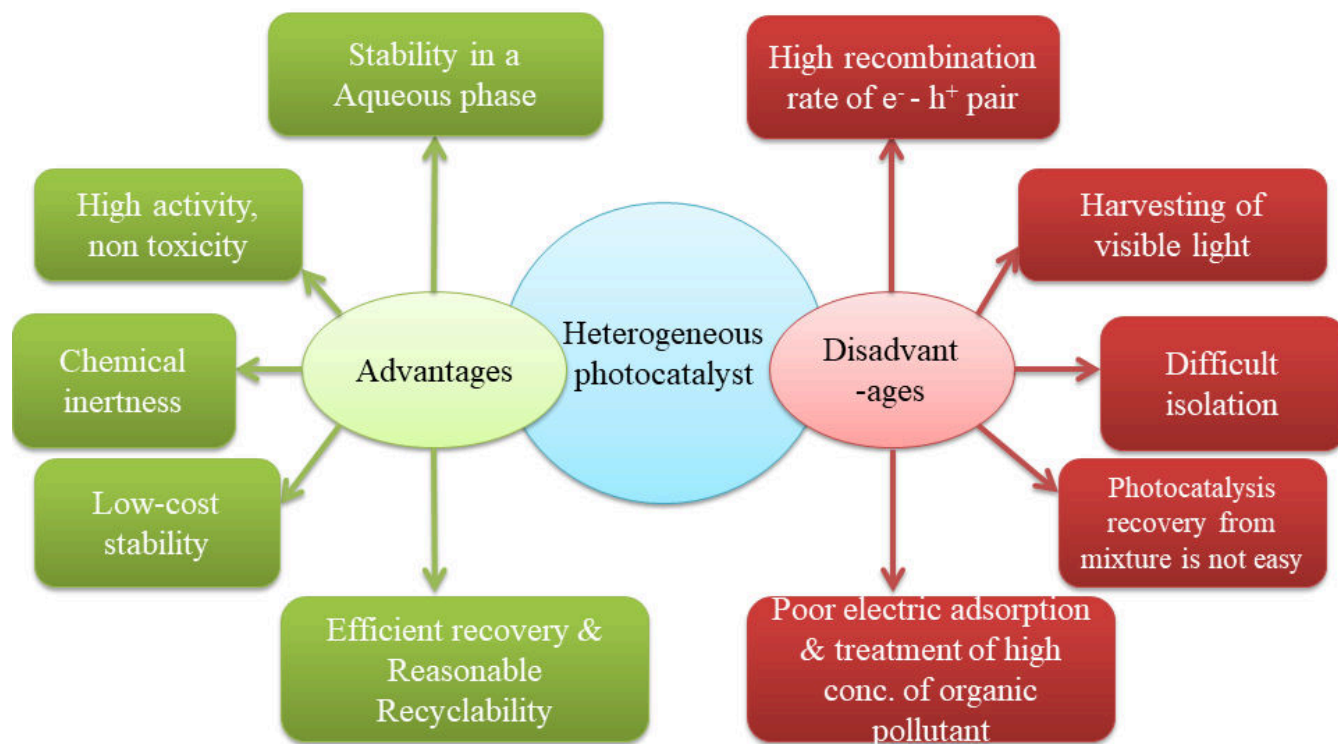 Stability in a
Aqueous phase
High recombination
rate of e⁻ - h⁺ pair
High activity,
non toxicity
Harvesting of
visible light
Chemical
inertness
Advantages
Heterogeneous
photocatalyst
Disadvant
-ages
Difficult
isolation
Low-cost
stability
Photocatalysis
recovery from
mixture is not easy
Efficient recovery &
Reasonable
Recyclability
Poor electric adsorption
& treatment of high
conc. of organic
pollutant